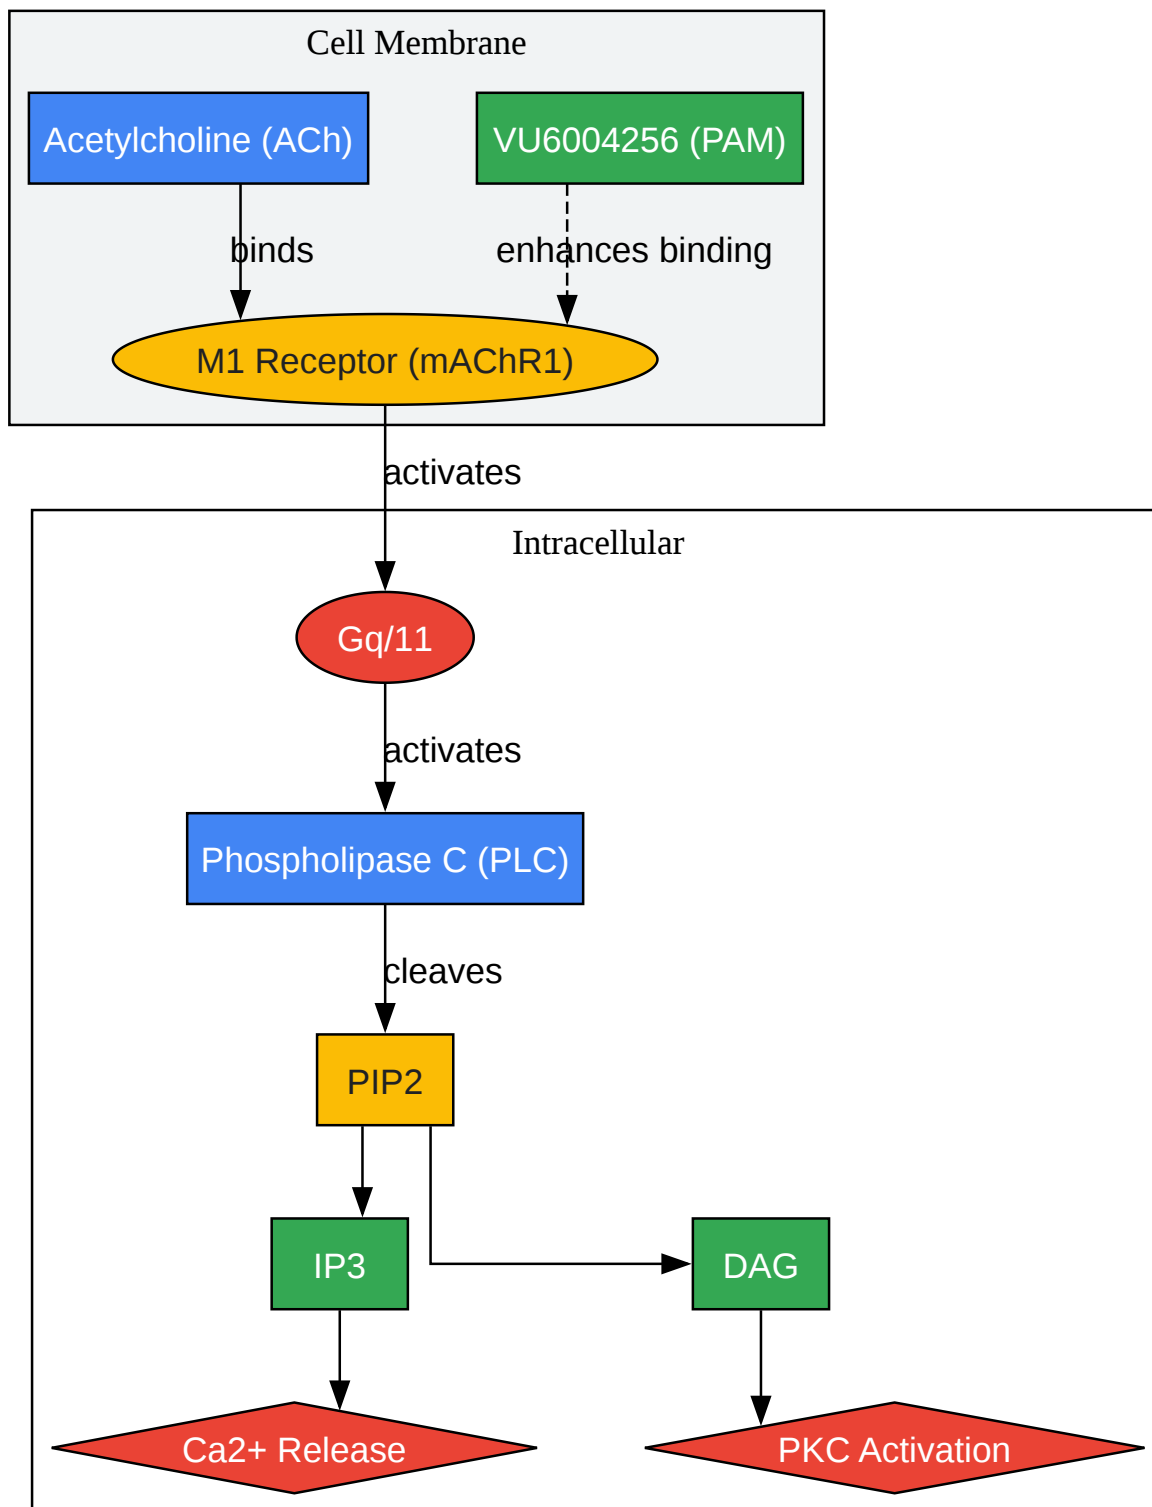 Cell Membrane
Acetylcholine (ACh)
VU6004256 (PAM)
binds
enhances binding
M1 Receptor (mAChR1)
activates
Intracellular
Gq/11
activates
Phospholipase C (PLC)
cleaves
PIP2
IP3
DAG
Ca2+ Release
PKC Activation